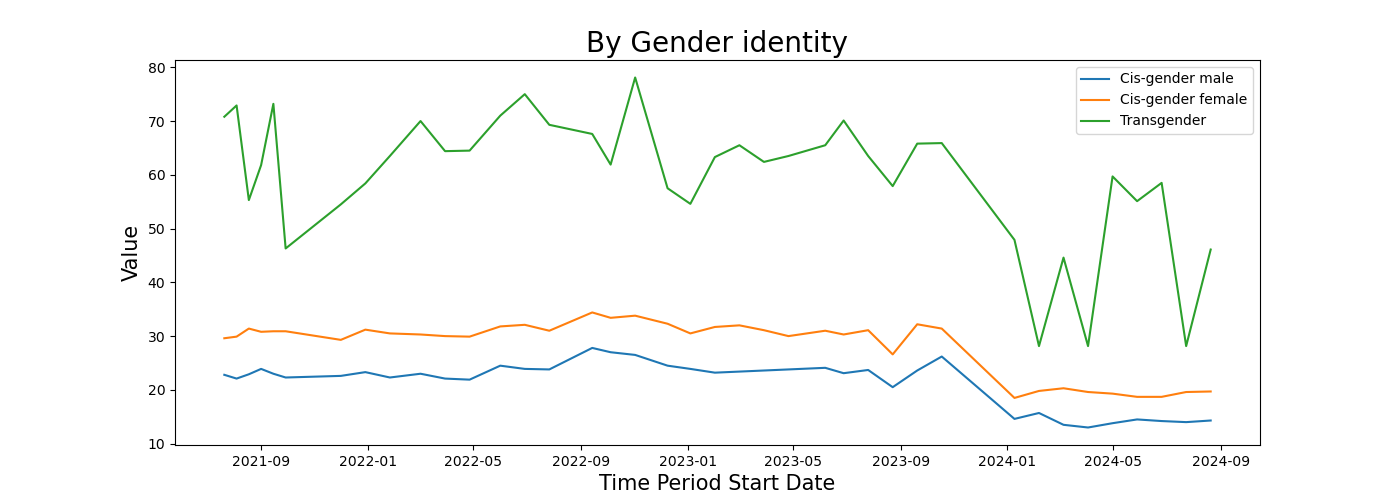 By Gender identity
Cis-gender male
Cis-gender female
Transgender
Value
80
70
60
50
40
30
20
10
2021-09 2022-01 2022-05 2022-09 2023-01 2023-05 2023-09 2024-01 2024-05 2024-09
Time Period Start Date